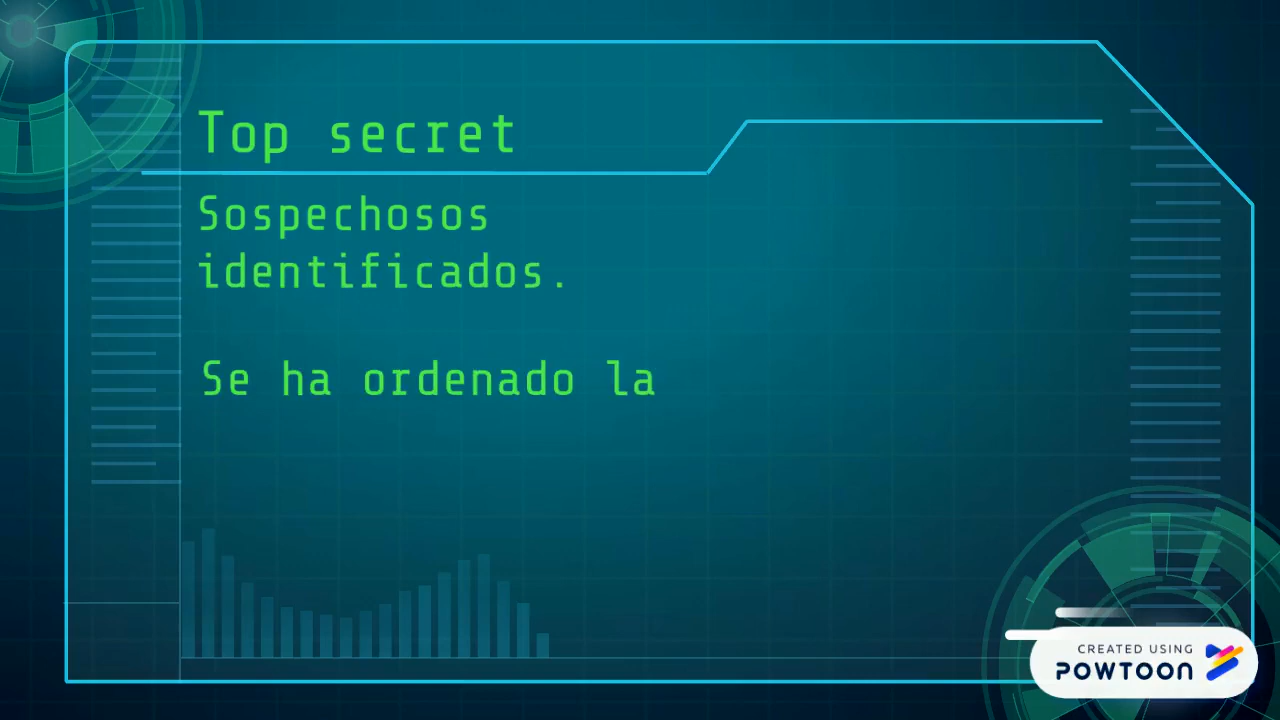 Top secret
Sospechosos
identificados.
Se ha ordenado la
CREATED USING
POWTOON